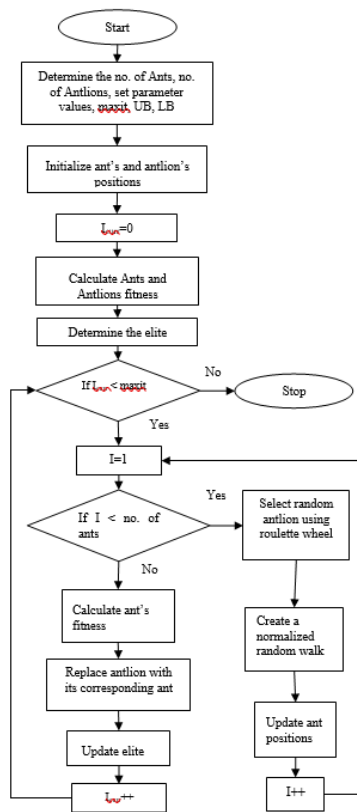 Start
Determine the no. of Ants, no.
of Antlions, set parameter
values, maxit, UB, LB
Initialize ant's and antlion's
positions
=0
Calculate Ants and
Antlions fitness
Determine the elite
If < maxit
No
Stop
Yes
I=1
If I < no. of
ants
Yes
Select random
antlion using
roulette wheel
No
Calculate ant's
fitness
Create a
normalized
random walk
Replace antlion with
its corresponding ant
Update ant
positions
Update elite
++
I++